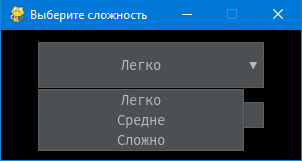 Выберите сложность
Легко
Легко
Средне
Сложно